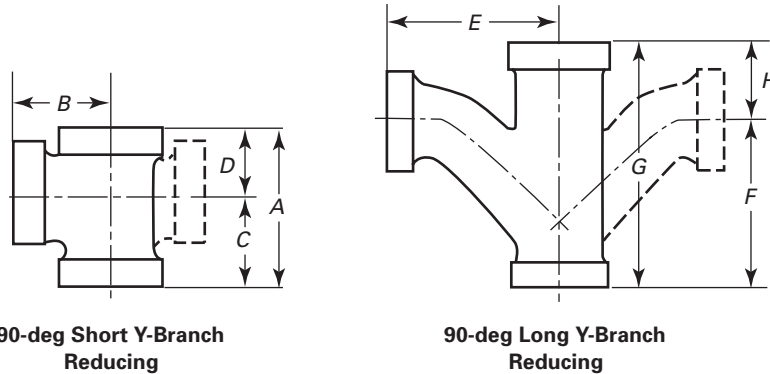 E
B
D
A
C
H
G
F
90-deg Short Y-Branch
Reducing
90-deg Long Y-Branch
Reducing